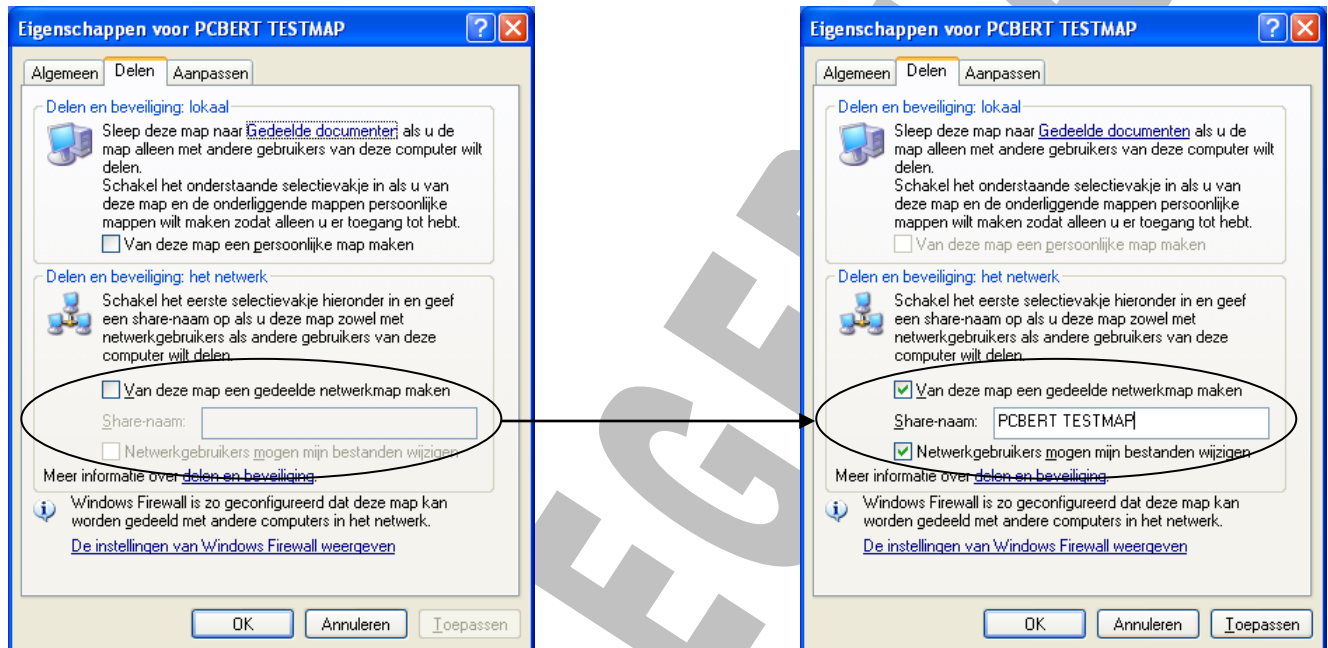 Eigenschappen voor PCBERT TESTMAP
Algemeen Delen Aanpassen
Delen en beveiliging: lokaal
Sleep deze map naar Gedeelde documenten als u de
map alleen met andere gebruikers van deze computer wilt
delen.
Schakel het onderstaande selectievakje in als u van
deze map en de onderliggende mappen persoonlijke
mappen wilt maken zodat alleen u er toegang tot hebt.
Van deze map een persoonlijke map maken
Delen en beveiliging: het netwerk
Schakel het eerste selectievakje hieronder in en geef
een share-naam op als u deze map zowel met
netwerkgebruikers als andere gebruikers van deze
computer wilt delen.
Van deze map een gedeelde netwerkmap maken
Share-naam:
Netwerkgebruikers mogen mijn bestanden wijzigen
Meer informatie over delen en beveiliging.
Windows Firewall is zo geconfigureerd dat deze map kan
worden gedeeld met andere computers in het netwerk.
De instellingen van Windows Firewall weergeven
OK Annuleren Toepassen
Eigenschappen voor PCBERT TESTMAP
Algemeen Delen Aanpassen
Delen en beveiliging: lokaal
Sleep deze map naar Gedeelde documenten als u de
map alleen met andere gebruikers van deze computer wilt
delen.
Schakel het onderstaande selectievakje in als u van
deze map en de onderliggende mappen persoonlijke
mappen wilt maken zodat alleen u er toegang tot hebt.
Van deze map een persoonlijke map maken
Delen en beveiliging: het netwerk
Schakel het eerste selectievakje hieronder in en geef
een share-naam op als u deze map zowel met
netwerkgebruikers als andere gebruikers van deze
computer wilt delen.
Van deze map een gedeelde netwerkmap maken
Share-naam: PCBERT TESTMAP
Netwerkgebruikers mogen mijn bestanden wijzigen
Meer informatie over delen en beveiliging.
Windows Firewall is zo geconfigureerd dat deze map kan
worden gedeeld met andere computers in het netwerk.
De instellingen van Windows Firewall weergeven
OK Annuleren Toepassen